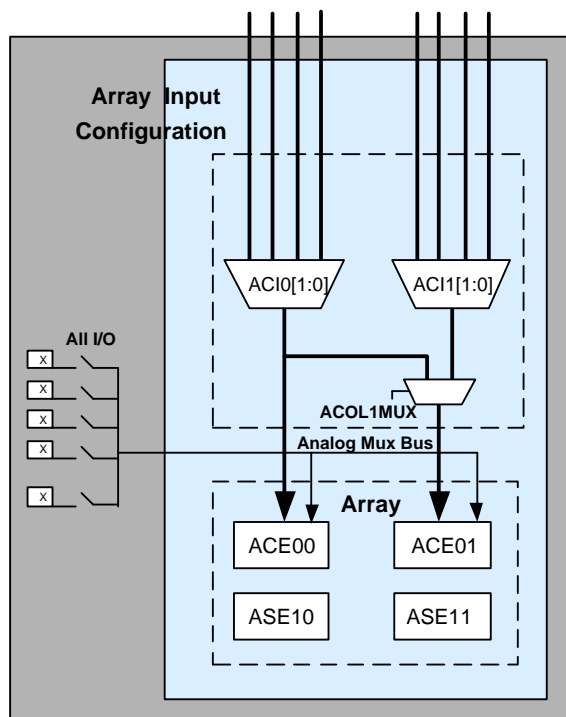 Array Input
Configuration
ACI0[1:0]
ACI1[1:0]
All I/O
X
X
X
X
X
ACOL1MUX
Analog Mux Bus
Array
ACE00
ACE01
ASE10
ASE11